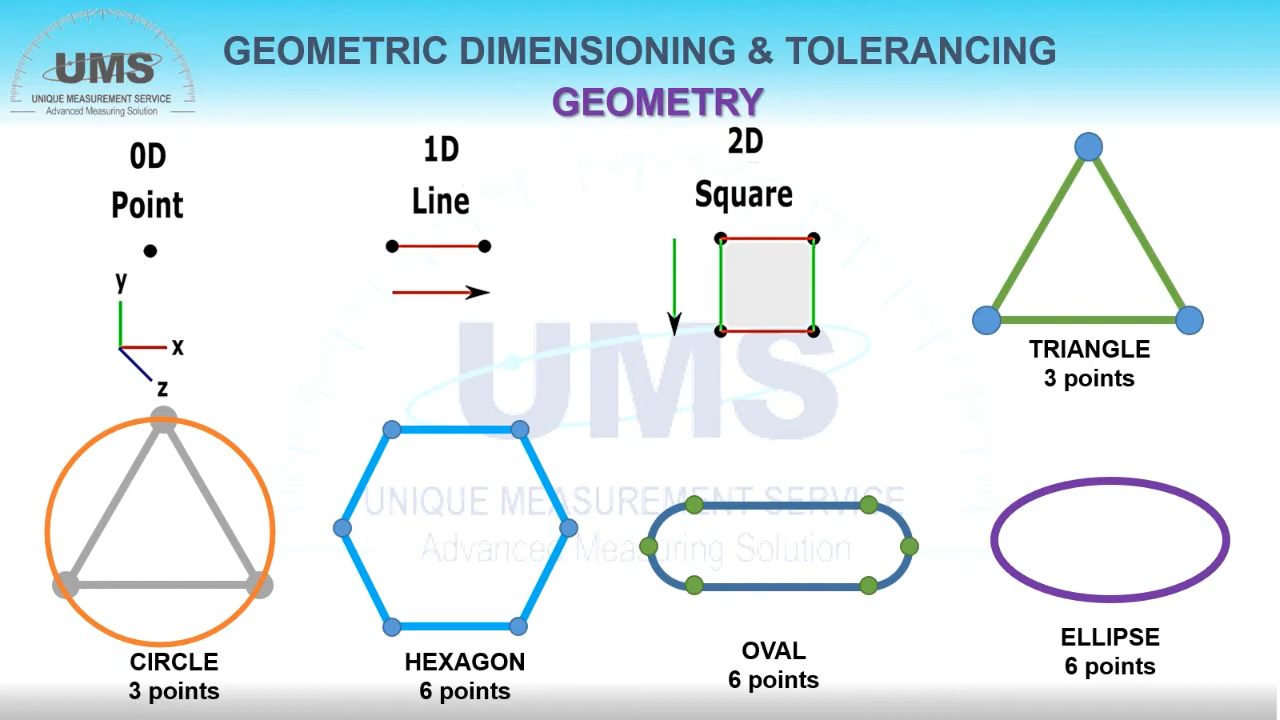 UMS
UNIQUE MEASUREMENT SERVICE
Advanced Measuring Solution
GEOMETRIC DIMENSIONING & TOLERANCING
GEOMETRY
0D
Point
y
x
z
1D
Line
2D
Square
TRIANGLE
3 points
UMS
UNIQUE MEASUREMENT SERVICE
Advanced Measuring Solution
CIRCLE
3 points
HEXAGON
6 points
OVAL
6 points
ELLIPSE
6 points